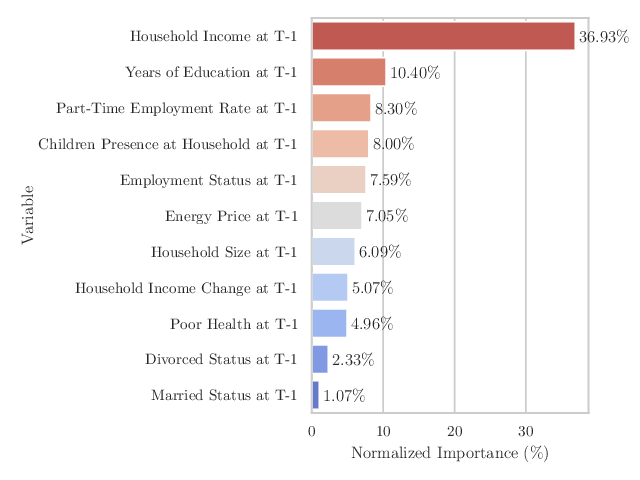 Household Income at T-1 36.93%
Years of Education at T-1 10.40%
Part-Time Employment Rate at T-1 8.30%
Children Presence at Household at T-1 8.00%
Employment Status at T-1 7.59%
Energy Price at T-1 7.05%
Household Size at T-1 6.09%
Household Income Change at T-1 5.07%
Poor Health at T-1 4.96%
Divorced Status at T-1 2.33%
Married Status at T-1 1.07%
Variable
0 10 20 30
Normalized Importance (%)